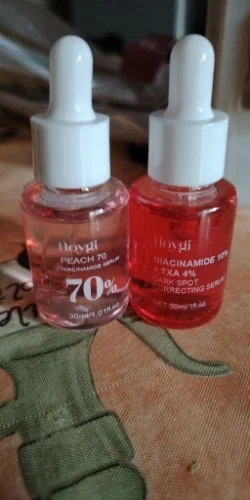 Hoygi
PEACH 70
NIACINAMIDE SERUM
70%
30ml/1.01fl.oz
Hoygi
NIACINAMIDE 10%
+ TXA 4%
DARK SPOT
CORRECTING SERUM
NET 30ml/1fl.oz